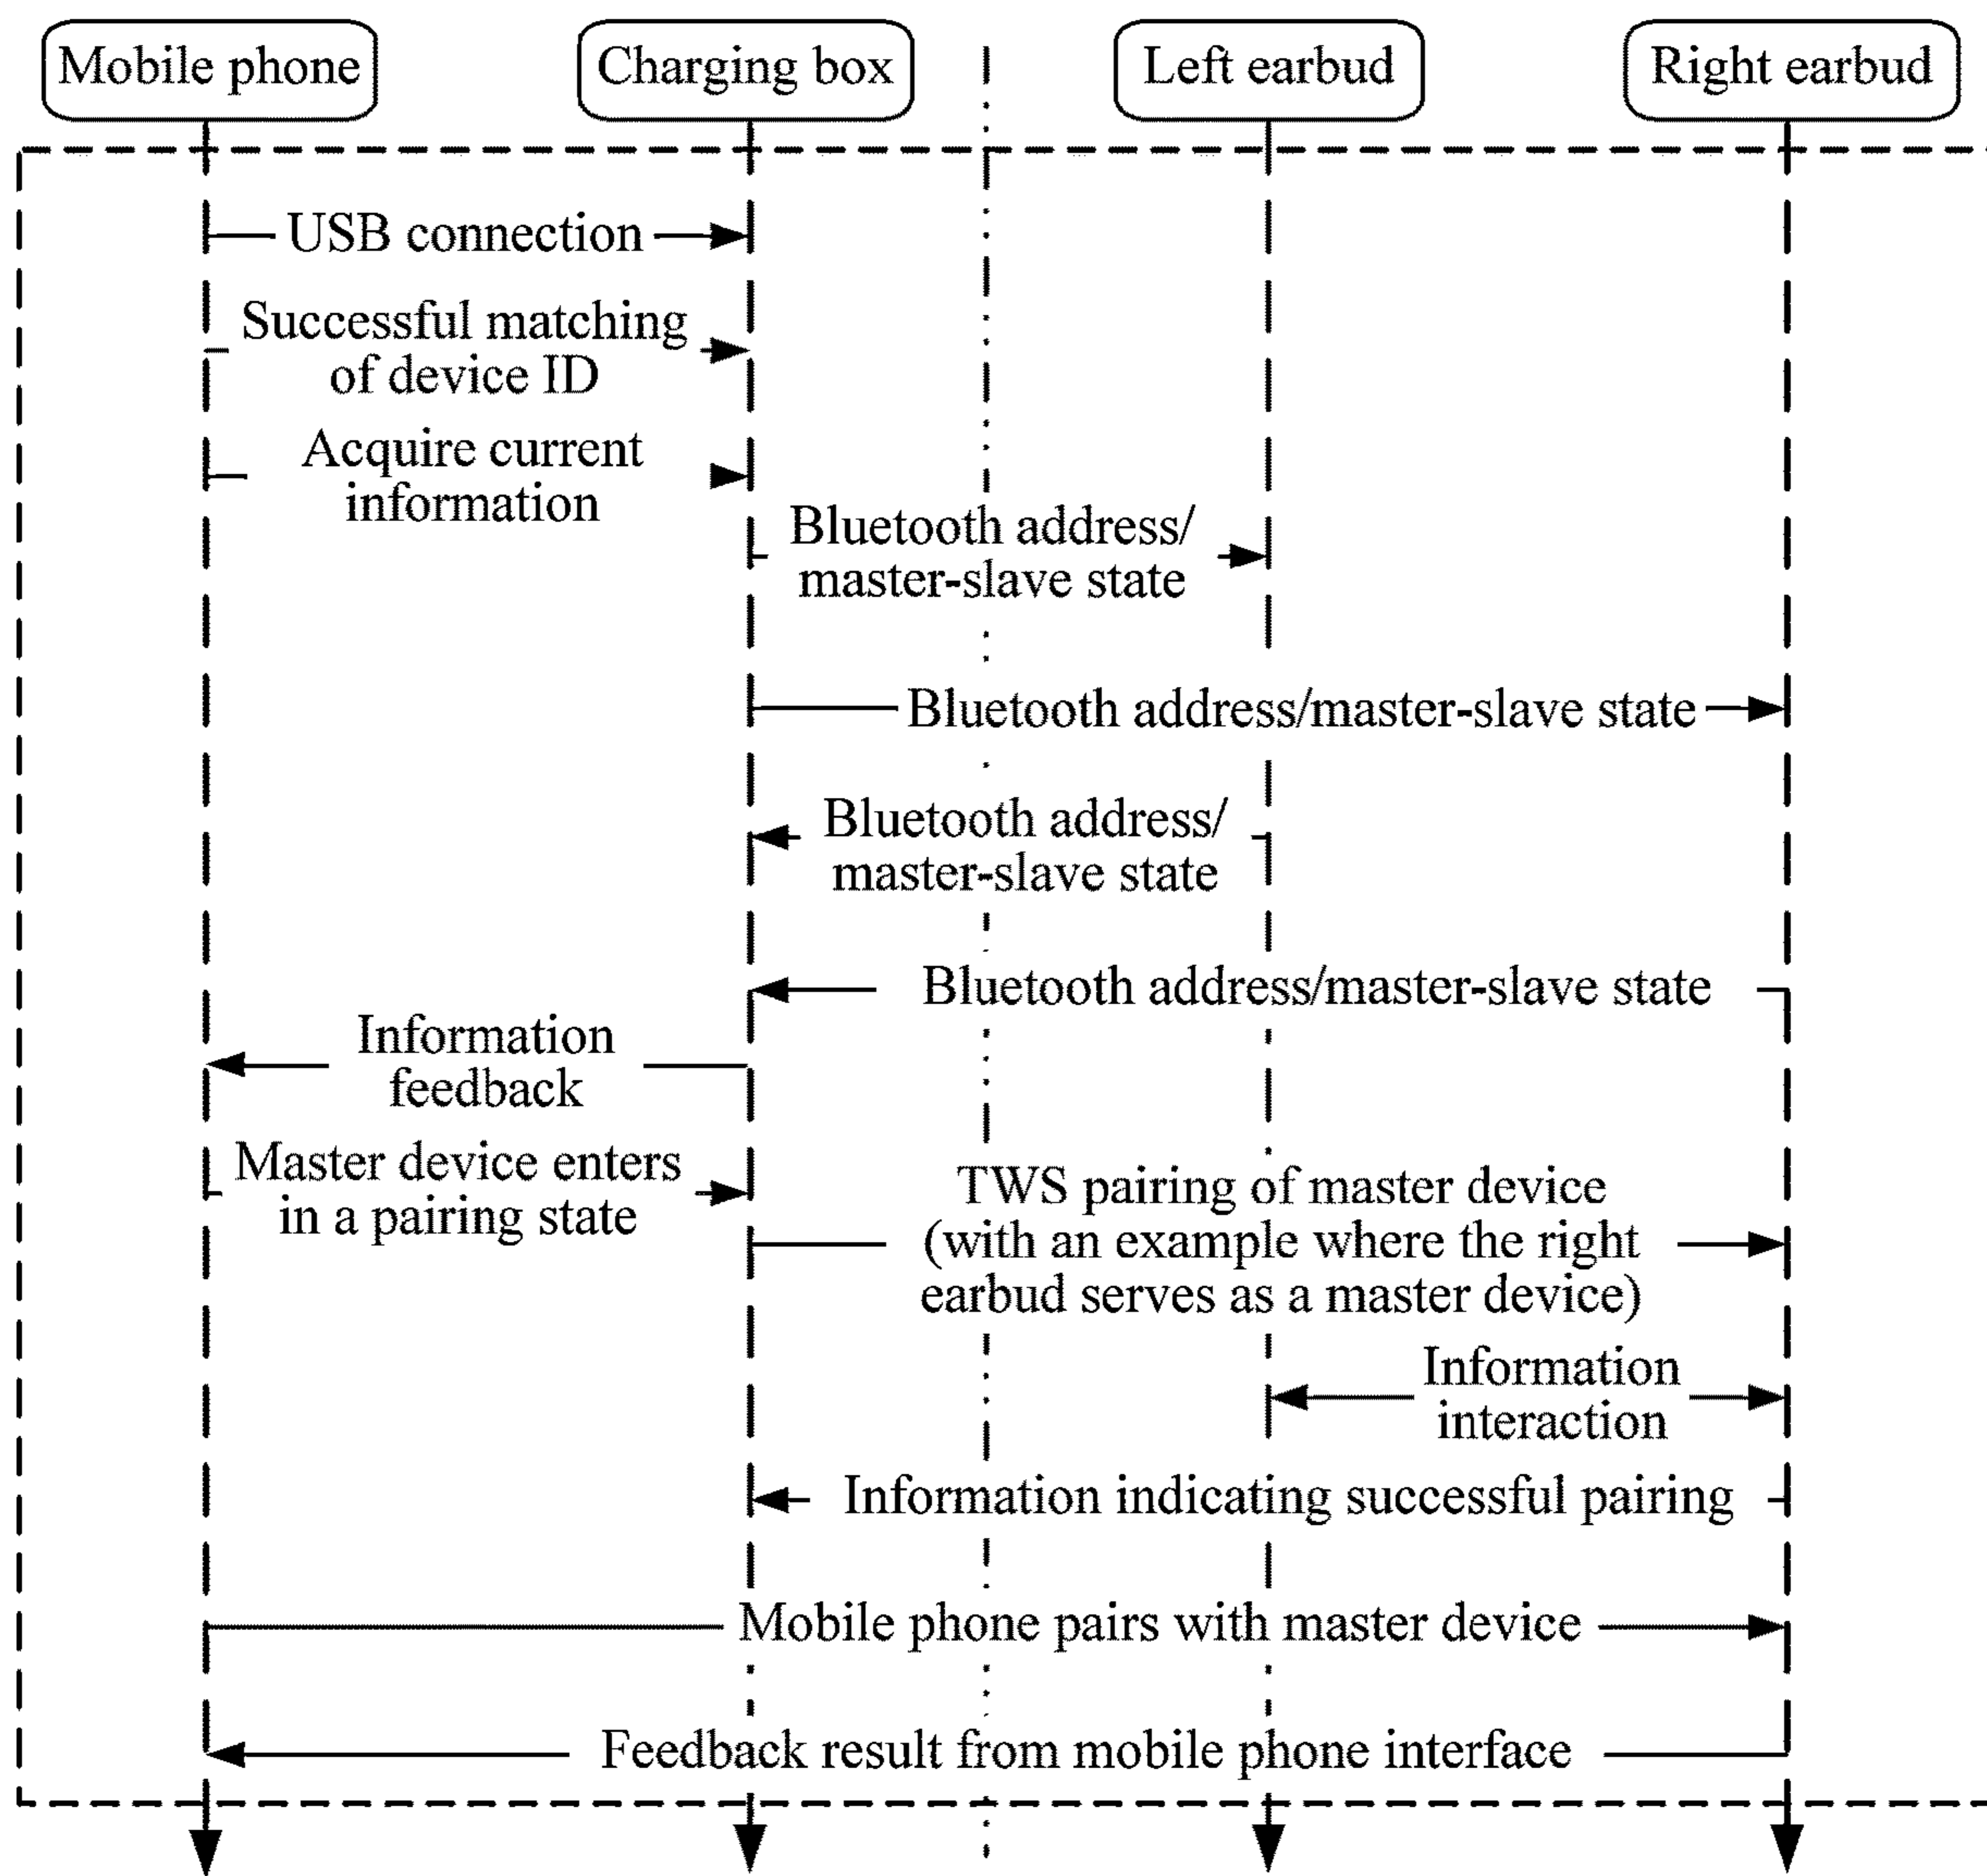 Mobile phone
Charging box
Left earbud
Right earbud
USB connection
Successful matching
of device ID
Acquire current
information
Bluetooth address/
master-slave state
Bluetooth address/master-slave state
Bluetooth address/
master-slave state
Bluetooth address/master-slave state
Information
feedback
Master device enters
in a pairing state
TWS pairing of master device
(with an example where the right
earbud serves as a master device)
Information
interaction
Information indicating successful pairing
Mobile phone pairs with master device
Feedback result from mobile phone interface